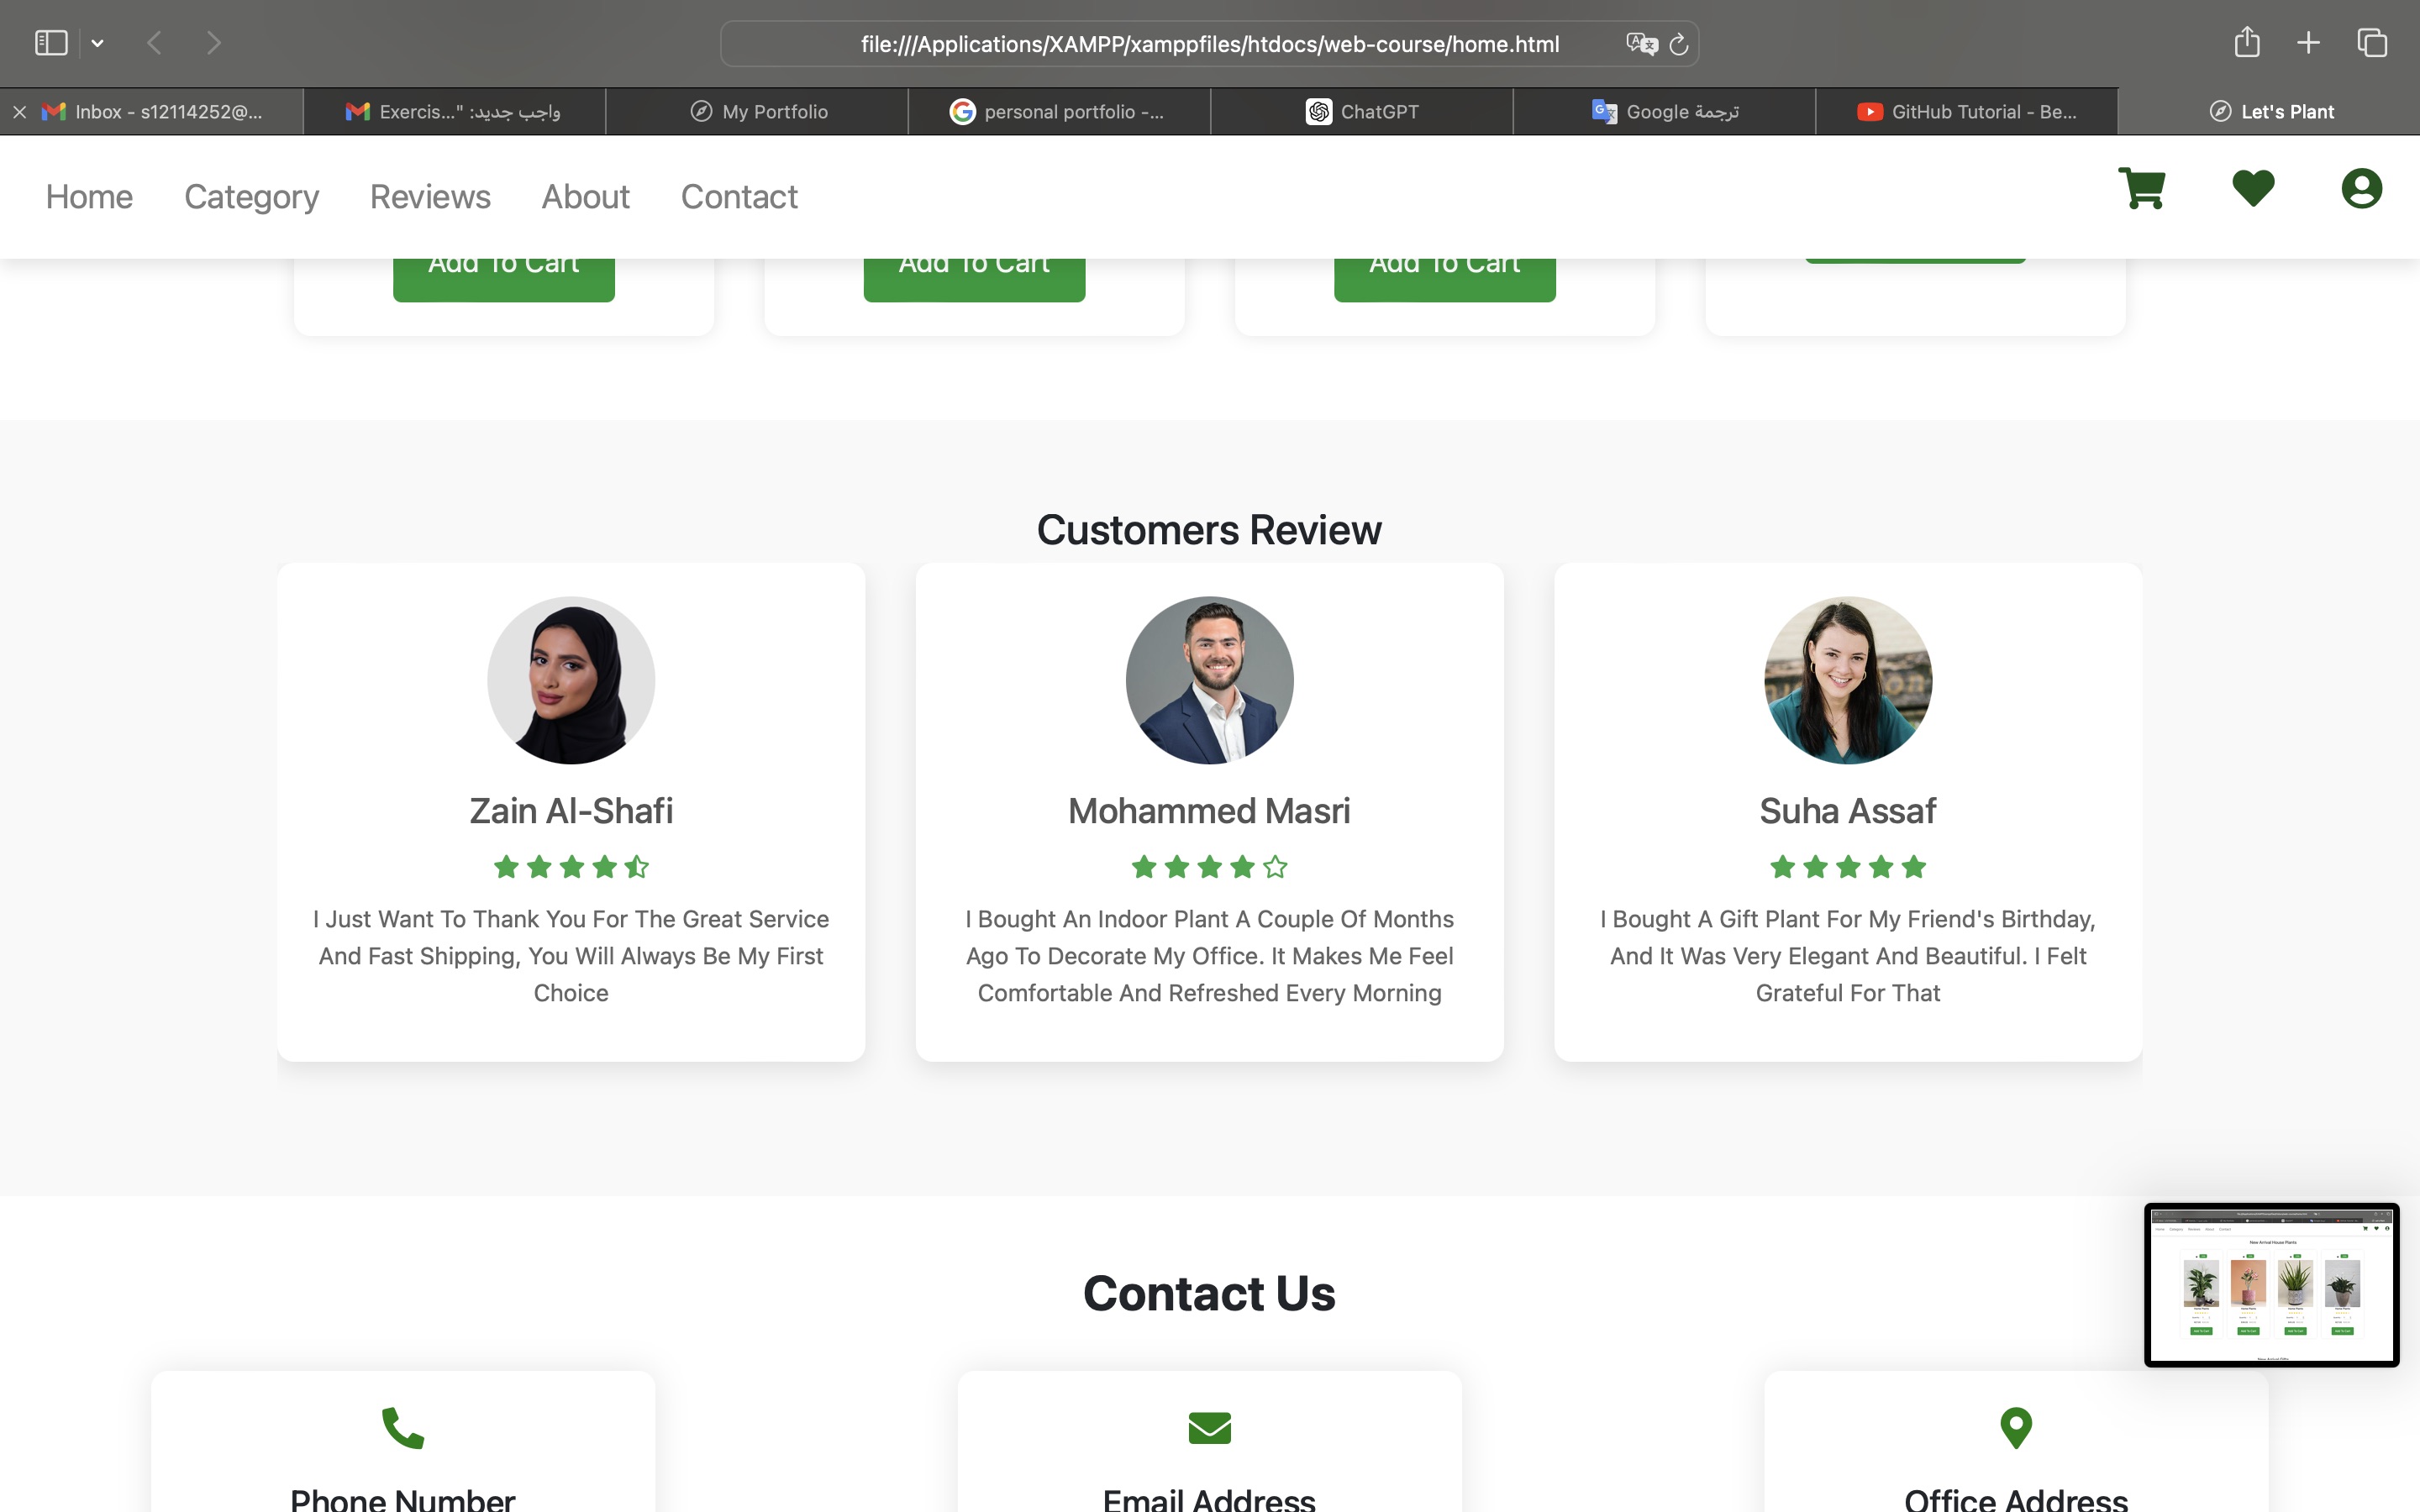 file:///Applications/XAMPP/xamppfiles/htdocs/web-course/home.html
Inbox - s12114252@...
Exercis..." :واجب جديد
My Portfolio
personal portfolio -...
ChatGPT
ترجمة Google
GitHub Tutorial - Be...
Let's Plant
Home
Category
Reviews
About
Contact
Add To Cart
Add To Cart
Add To Cart
Customers Review
Zain Al-Shafi
I Just Want To Thank You For The Great Service
And Fast Shipping, You Will Always Be My First
Choice
Mohammed Masri
I Bought An Indoor Plant A Couple Of Months
Ago To Decorate My Office. It Makes Me Feel
Comfortable And Refreshed Every Morning
Suha Assaf
I Bought A Gift Plant For My Friend's Birthday,
And It Was Very Elegant And Beautiful. I Felt
Grateful For That
Contact Us
Phone Number
Email Address
Office Address
New Arrival House Plants